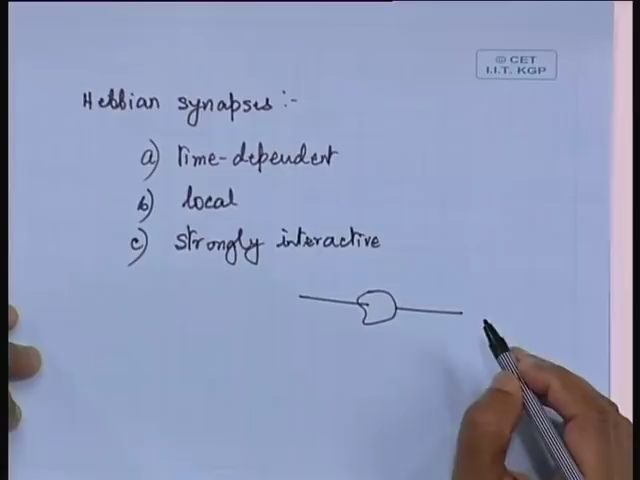 © CET
I.I.T. KGP
Hebbian synapses :-
a) Time-dependent
b) local
c) strongly interactive